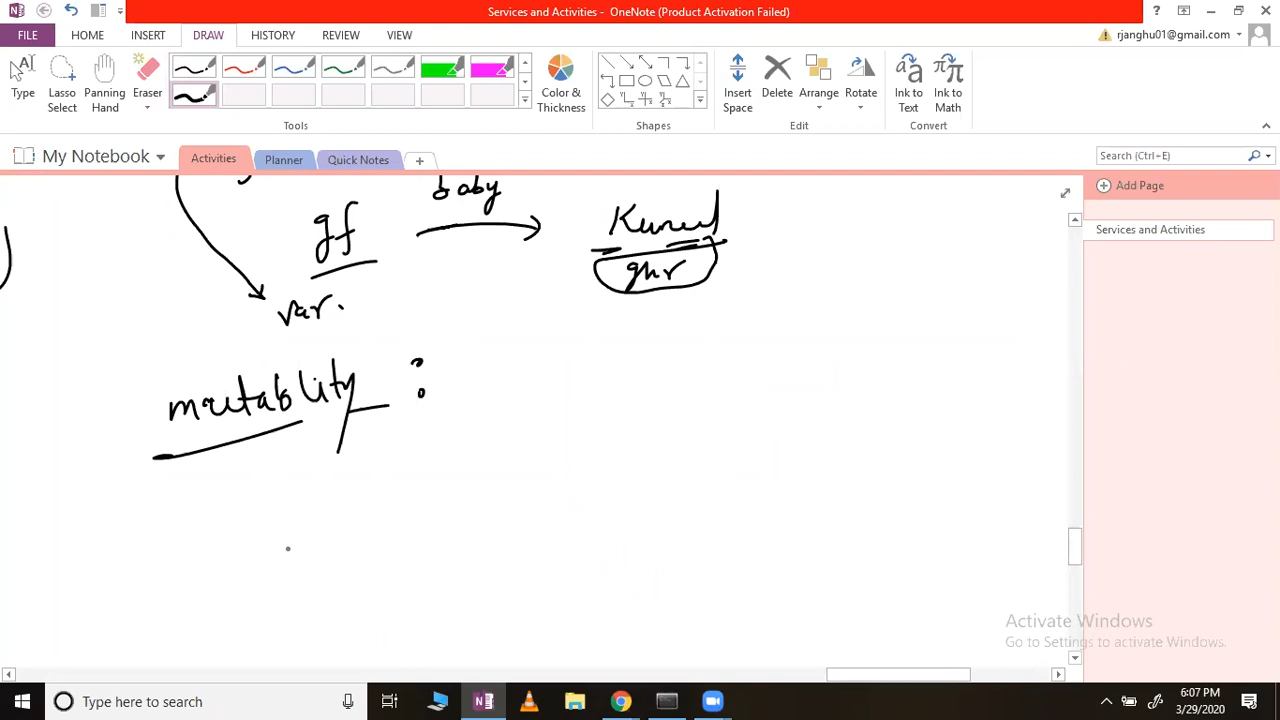 Services and Activities - OneNote (Product Activation Failed)
FILE HOME INSERT DRAW HISTORY REVIEW VIEW
rjanghu01@gmail.com
Type
Lasso Select
Panning Hand
Eraser
Color & Thickness
Insert Space
Delete
Arrange
Rotate
Ink to Text
Ink to Math
Tools
Shapes
Edit
Convert
My Notebook
Activities
Planner
Quick Notes
Search (Ctrl+E)
Add Page
Services and Activities
baby
gf
ghr
var.
:
Activate Windows
Go to Settings to activate Windows.
Type here to search
6:07 PM
3/29/2020